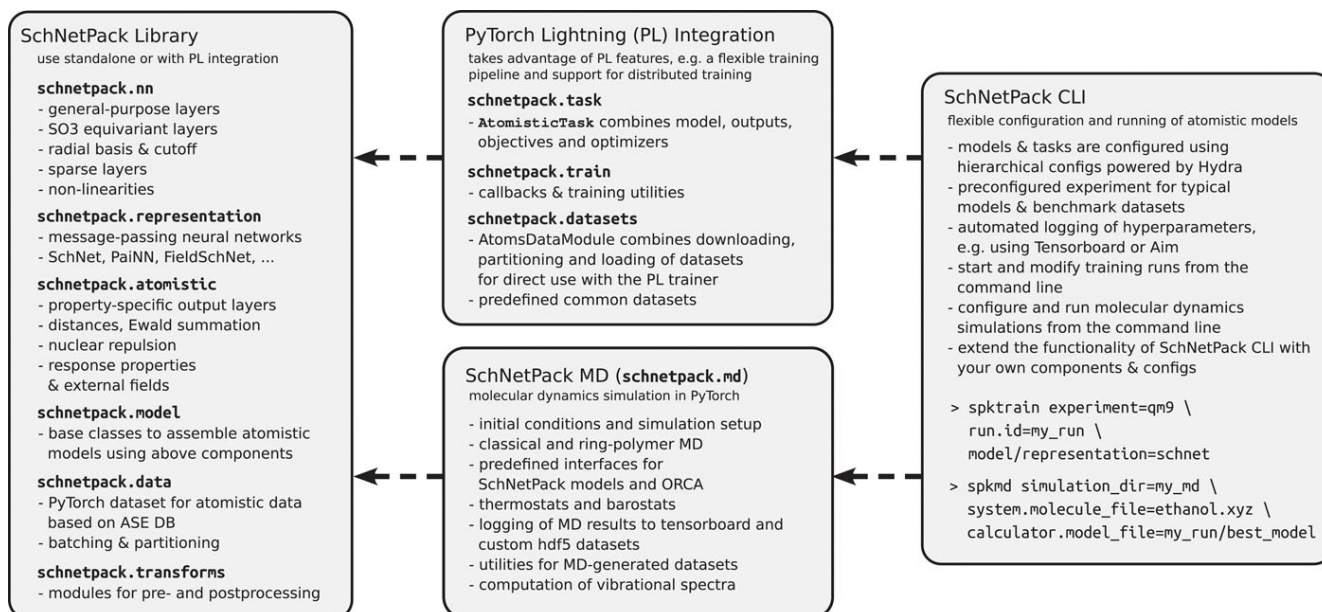 SchNetPack Library
use standalone or with PL integration
schnetpack.nn
- general-purpose layers
- SO3 equivariant layers
- radial basis & cutoff
- sparse layers
- non-linearities
schnetpack.representation
- message-passing neural networks
- SchNet, PaiNN, FieldSchNet, ...
schnetpack.atomistic
- property-specific output layers
- distances, Ewald summation
- nuclear repulsion
- response properties
& external fields
schnetpack.model
- base classes to assemble atomistic
models using above components
schnetpack.data
- PyTorch dataset for atomistic data
based on ASE DB
- batching & partitioning
schnetpack.transforms
- modules for pre- and postprocessing
PyTorch Lightning (PL) Integration
takes advantage of PL features, e.g. a flexible training
pipeline and support for distributed training
schnetpack.task
- AtomisticTask combines model, outputs,
objectives and optimizers
schnetpack.train
- callbacks & training utilities
schnetpack.datasets
- AtomsDataModule combines downloading,
partitioning and loading of datasets
for direct use with the PL trainer
- predefined common datasets
SchNetPack MD (schnetpack.md)
molecular dynamics simulation in PyTorch
- initial conditions and simulation setup
- classical and ring-polymer MD
- predefined interfaces for
SchNetPack models and ORCA
- thermostats and barostats
- logging of MD results to tensorboard and
custom hdf5 datasets
- utilities for MD-generated datasets
- computation of vibrational spectra
SchNetPack CLI
flexible configuration and running of atomistic models
- models & tasks are configured using
hierarchical configs powered by Hydra
- preconfigured experiment for typical
models & benchmark datasets
- automated logging of hyperparameters,
e.g. using Tensorboard or Aim
- start and modify training runs from the
command line
- configure and run molecular dynamics
simulations from the command line
- extend the functionality of SchNetPack CLI with
your own components & configs
> spktrain experiment=qm9 \
run.id=my_run \
model/representation=schnet
> spkmd simulation_dir=my_md \
system.molecule_file=ethanol.xyz \
calculator.model_file=my_run/best_model